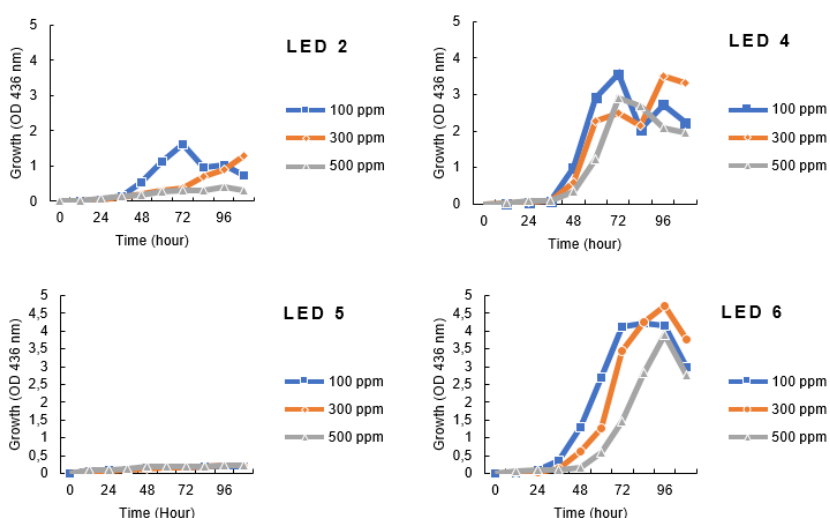 LED 2
Growth (OD 436 nm)
5
4
3
2
1
0
0 24 48 72 96
Time (hour)
100 ppm
300 ppm
500 ppm
LED 4
Growth (OD 436 nm)
5
4
3
2
1
0
0 24 48 72 96
Time (hour)
100 ppm
300 ppm
500 ppm
LED 5
Growth (OD 436 nm)
5
4,5
4
3,5
3
2,5
2
1,5
1
0,5
0
0 24 48 72 96
Time (Hour)
100 ppm
300 ppm
500 ppm
LED 6
Growth (OD 436 nm)
5
4,5
4
3,5
3
2,5
2
1,5
1
0,5
0
0 24 48 72 96
Time (hour)
100 ppm
300 ppm
500 ppm